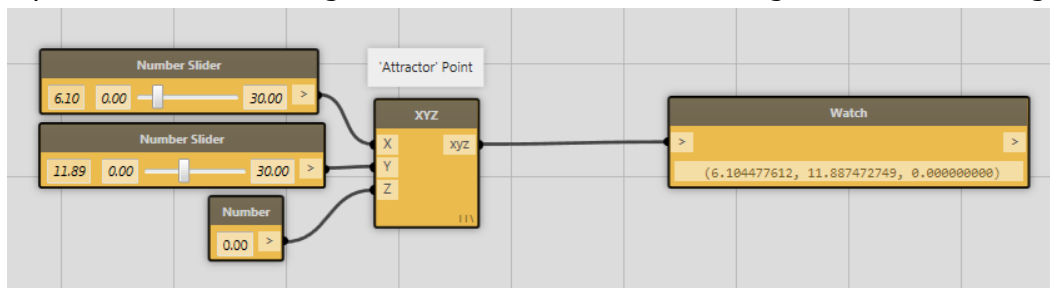 Number Slider
6.10 0.00 30.00 >
Number Slider
11.89 0.00 30.00 >
Number
0.00 >
'Attractor' Point
XYZ
X xyz
Y
Z
Watch
> >
(6.104477612, 11.887472749, 0.000000000)